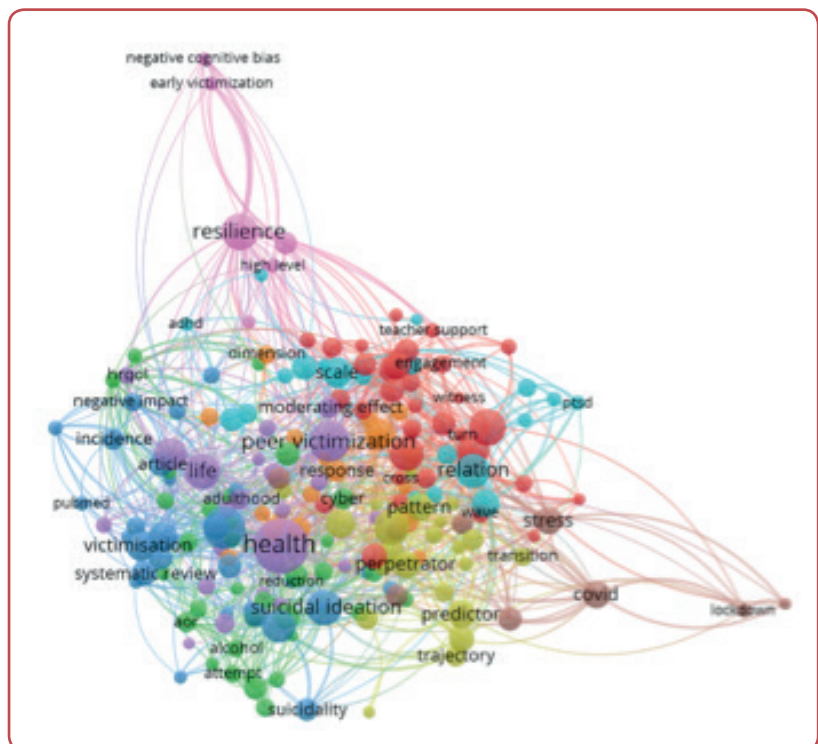 negative cognitive bias
early victimization
resilience
high level
adhd
teacher support
dimension
engagement
hrqol
scale
negative impact
witness
ptsd
moderating effect
incidence
peer victimization
turn
article
life
response
cross
relation
pubmed
adulthood
cyber
pattern
wave
stress
victimisation
health
transition
systematic review
reduction
perpetrator
covid
suicidal ideation
predictor
lockdown
aor
alcohol
trajectory
attempt
suicidality